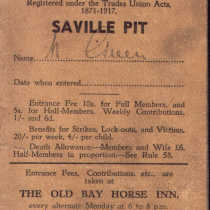 Registered under the Trades Union Acts,
1871-1917.
SAVILLE PIT
Name M Green
Date when entered
Entrance Fee 10s. for Full Members, and
5s. for Half-Members. Weekly Contributions,
1/- and 6d.
Benefits for Strikes, Lock-outs, and Victims,
20/- per week, 4/- per child.
Death Allowance—Members and Wife £6.
Half-Members in proportion—See Rule 58.
Entrance Fees, Contributions, etc., are
taken at
THE OLD BAY HORSE INN,
every alternate Monday at 6 to 8 p.m.